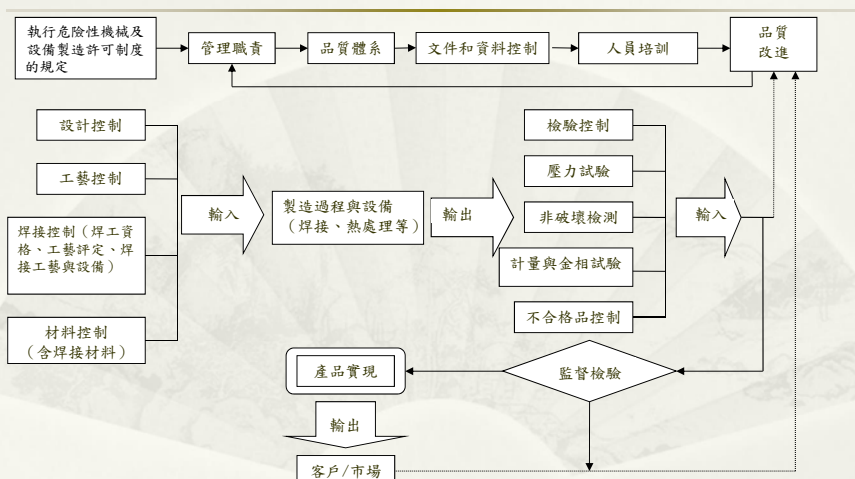 執行危險性機械及
設備製造許可制度
的規定
管理職責
品質體系
文件和資料控制
人員培訓
品質
改進
設計控制
工藝控制
焊接控制（焊工資
格、工藝評定、焊
接工藝與設備）
材料控制
（含焊接材料）
輸入
製造過程與設備
（焊接、熱處理等）
輸出
檢驗控制
壓力試驗
非破壞檢測
計量與金相試驗
不合格品控制
輸入
產品實現
監督檢驗
輸出
客戶/市場